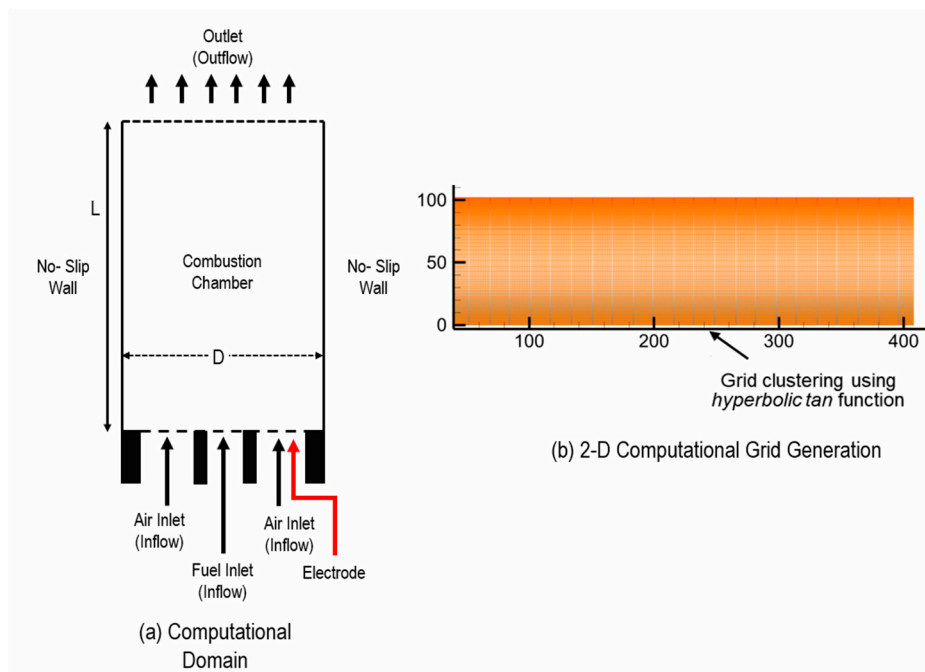 Outlet
(Outflow)
L
No- Slip
Wall
Combustion
Chamber
No- Slip
Wall
D
Air Inlet
(Inflow)
Fuel Inlet
(Inflow)
Air Inlet
(Inflow)
Electrode
(a) Computational
Domain
100
50
0
100
200
300
400
Grid clustering using
hyperbolic tan function
(b) 2-D Computational Grid Generation